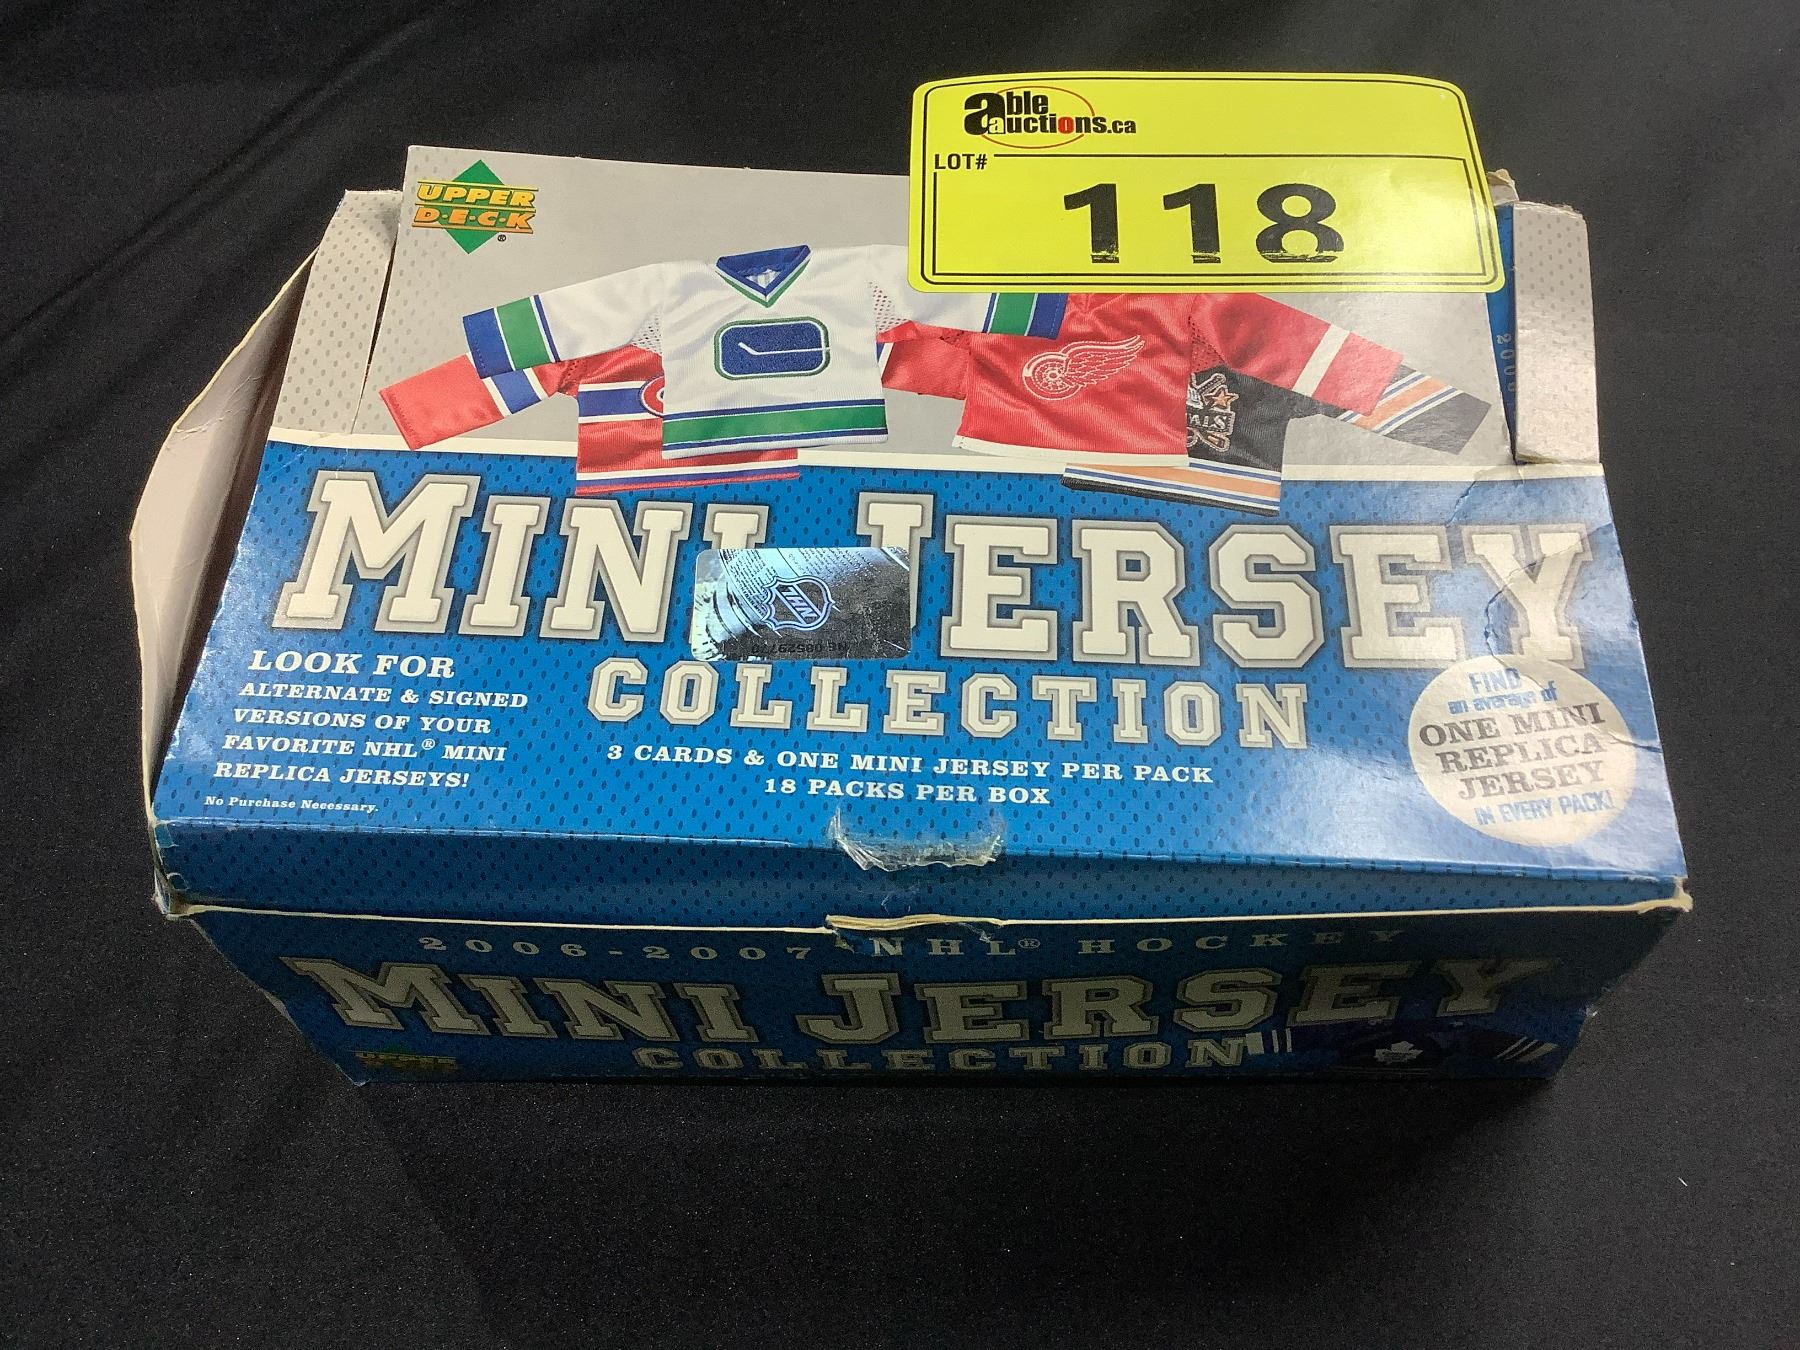 able
auctions.ca
LOT#
118
UPPER
D·E·C·K
®
MINI JERSEY
COLLECTION
NHL
LOOK FOR
ALTERNATE & SIGNED
VERSIONS OF YOUR
FAVORITE NHL® MINI
REPLICA JERSEYS!
No Purchase Necessary.
3 CARDS & ONE MINI JERSEY PER PACK
18 PACKS PER BOX
FIND
an average of
ONE MINI
REPLICA
JERSEY
IN EVERY PACK!
2006-2007 NHL® HOCKEY
MINI JERSEY
COLLECTION